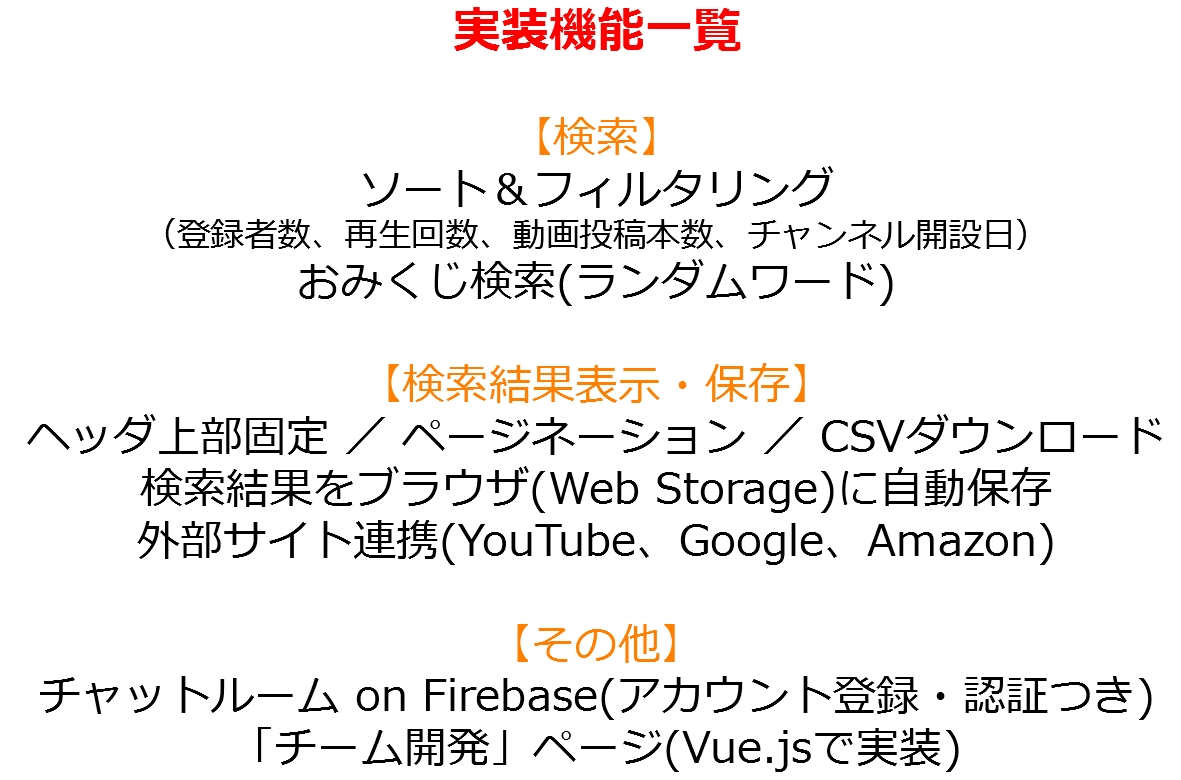 実装機能一覧
【検索】
ソート＆フィルタリング
（登録者数、再生回数、動画投稿本数、チャンネル開設日）
おみくじ検索(ランダムワード)
【検索結果表示・保存】
ヘッダ上部固定 ／ ページネーション ／ CSVダウンロード
検索結果をブラウザ(Web Storage)に自動保存
外部サイト連携(YouTube、Google、Amazon)
【その他】
チャットルーム on Firebase(アカウント登録・認証つき)
「チーム開発」ページ(Vue.jsで実装)